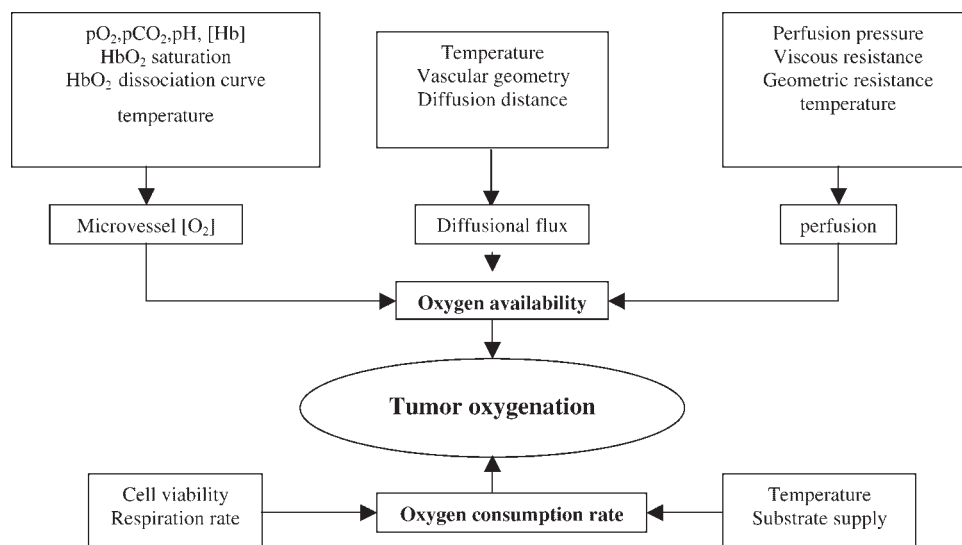 pO₂,pCO₂,pH, [Hb]
HbO₂ saturation
HbO₂ dissociation curve
temperature
Temperature
Vascular geometry
Diffusion distance
Perfusion pressure
Viscous resistance
Geometric resistance
temperature
Microvessel [O₂]
Diffusional flux
perfusion
Oxygen availability
Tumor oxygenation
Cell viability
Respiration rate
Oxygen consumption rate
Temperature
Substrate supply